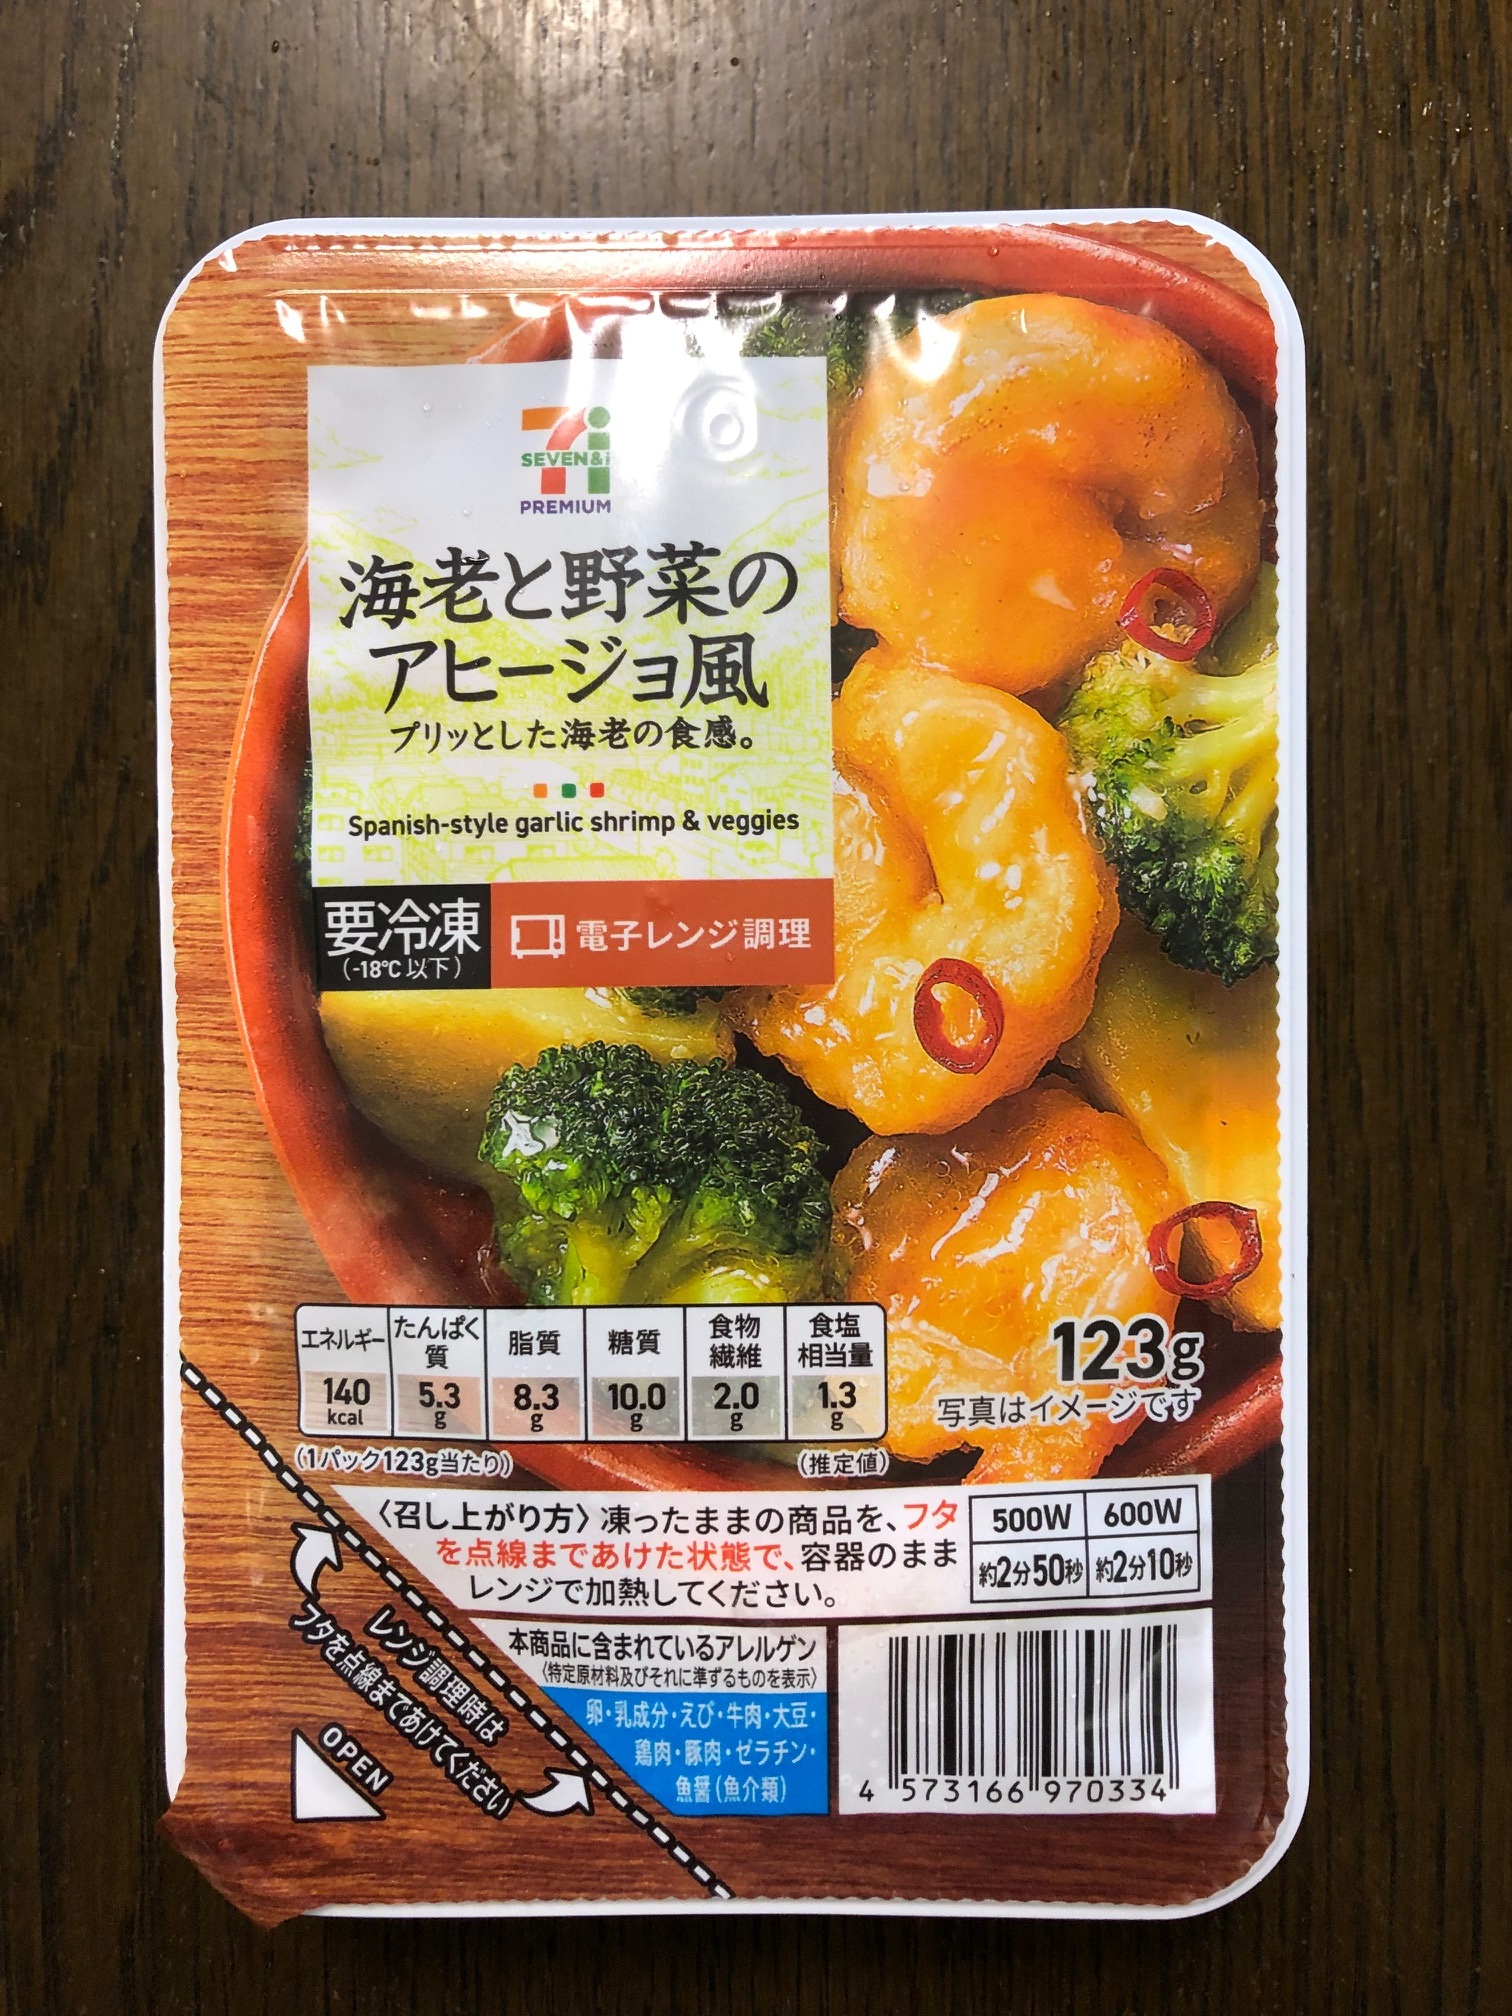 SEVEN&i
PREMIUM
海老と野菜の
アヒージョ風
プリッとした海老の食感。
Spanish-style garlic shrimp & veggies
要冷凍
(-18℃以下)
電子レンジ調理
エネルギー たんぱく質 脂質 糖質 食物繊維 食塩相当量
140kcal 5.3g 8.3g 10.0g 2.0g 1.3g
(1パック123g当たり) (推定値)
123g
写真はイメージです
〈召し上がり方〉凍ったままの商品を、フタ
を点線まであけた状態で、容器のまま
レンジで加熱してください。
500W 600W
約2分50秒 約2分10秒
レンジ調理時は
フタを点線まであけてください
OPEN
本商品に含まれているアレルゲン
〈特定原材料及びそれに準ずるものを表示〉
卵・乳成分・えび・牛肉・大豆・
鶏肉・豚肉・ゼラチン・
魚醤(魚介類)
4 573166 970334